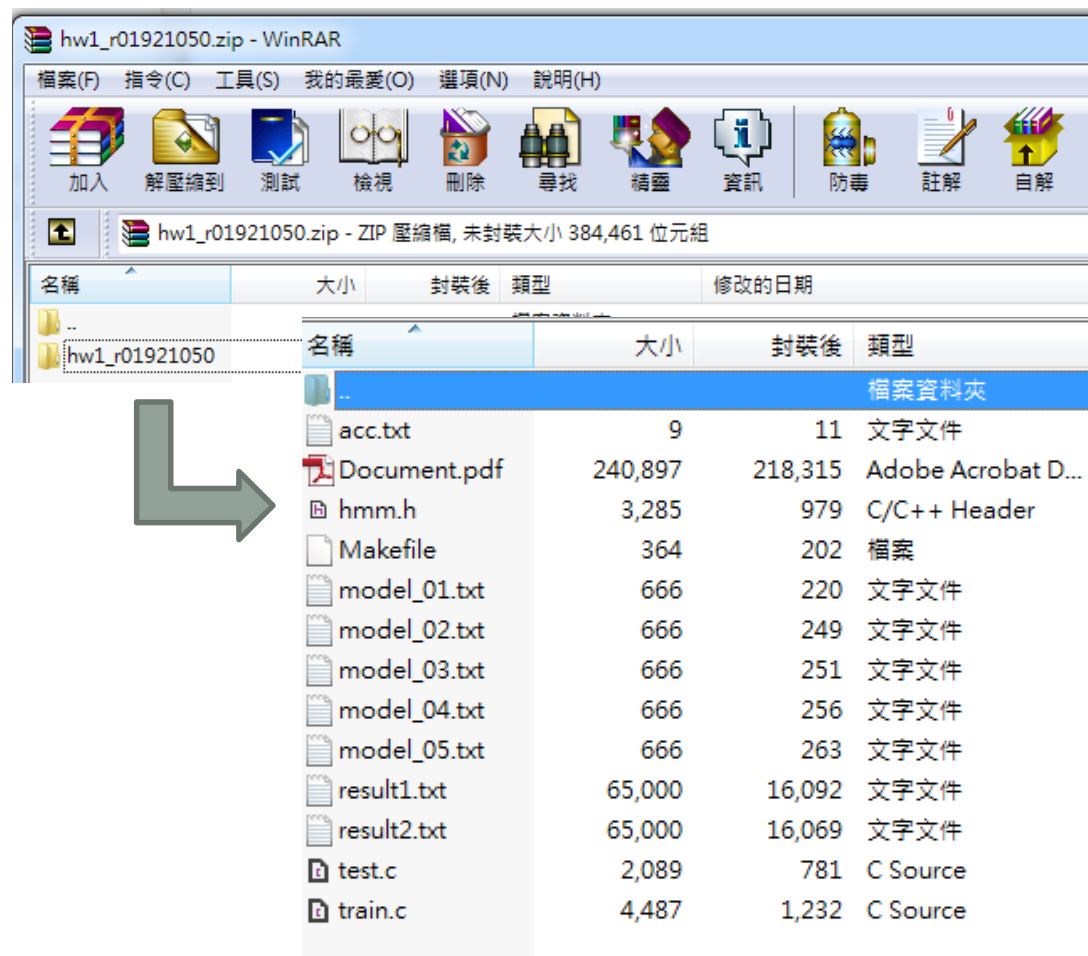 hw1_r01921050.zip - WinRAR
檔案(F) 指令(C) 工具(S) 我的最愛(O) 選項(N) 說明(H)
加入 解壓縮到 測試 檢視 刪除 尋找 精靈 資訊 防毒 註解 自解
hw1_r01921050.zip - ZIP 壓縮檔, 未封裝大小 384,461 位元組
名稱 大小 封裝後 類型 修改的日期
..
hw1_r01921050
名稱 大小 封裝後 類型
.. 檔案資料夾
acc.txt 9 11 文字文件
Document.pdf 240,897 218,315 Adobe Acrobat D...
hmm.h 3,285 979 C/C++ Header
Makefile 364 202 檔案
model_01.txt 666 220 文字文件
model_02.txt 666 249 文字文件
model_03.txt 666 251 文字文件
model_04.txt 666 256 文字文件
model_05.txt 666 263 文字文件
result1.txt 65,000 16,092 文字文件
result2.txt 65,000 16,069 文字文件
test.c 2,089 781 C Source
train.c 4,487 1,232 C Source